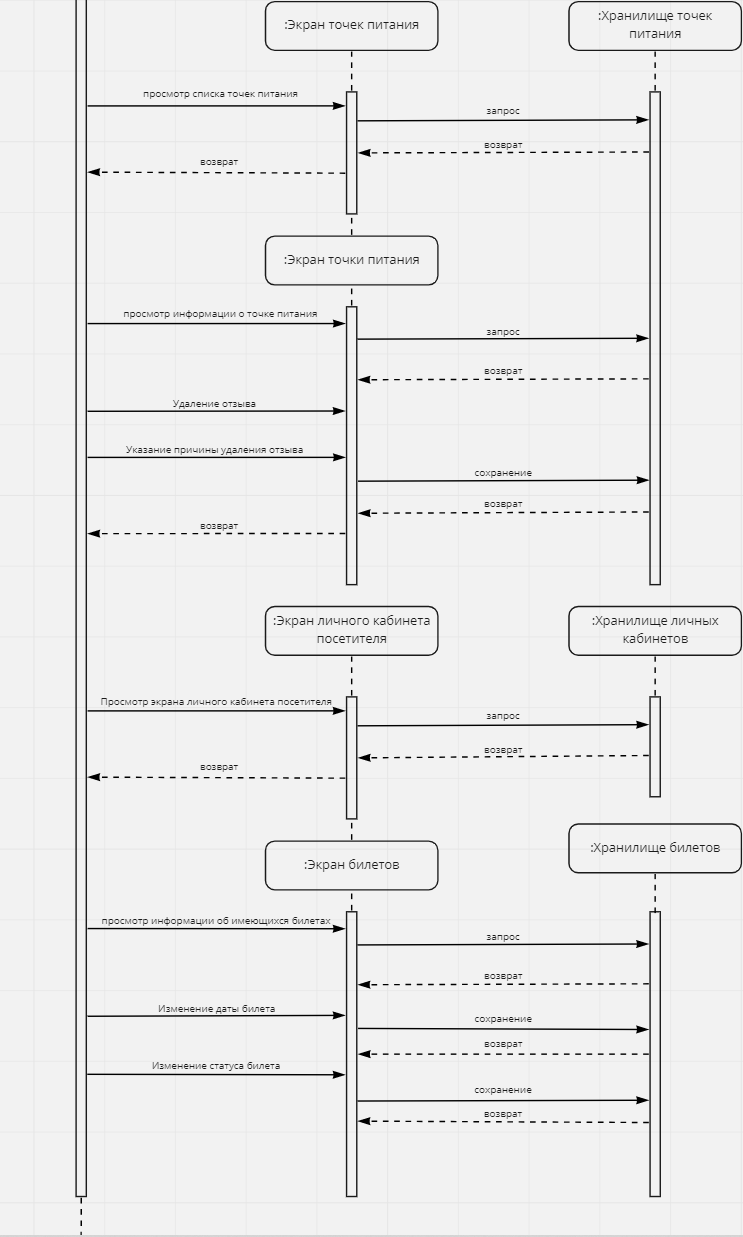 :Экран точек питания
:Хранилище точек
питания
просмотр списка точек питания
запрос
возврат
возврат
:Экран точки питания
просмотр информации о точке питания
запрос
возврат
Удаление отзыва
Указание причины удаления отзыва
сохранение
возврат
возврат
:Экран личного кабинета
посетителя
:Хранилище личных
кабинетов
Просмотр экрана личного кабинета посетителя
запрос
возврат
возврат
:Экран билетов
:Хранилище билетов
просмотр информации об имеющихся билетах
запрос
возврат
Изменение даты билета
сохранение
возврат
Изменение статуса билета
сохранение
возврат